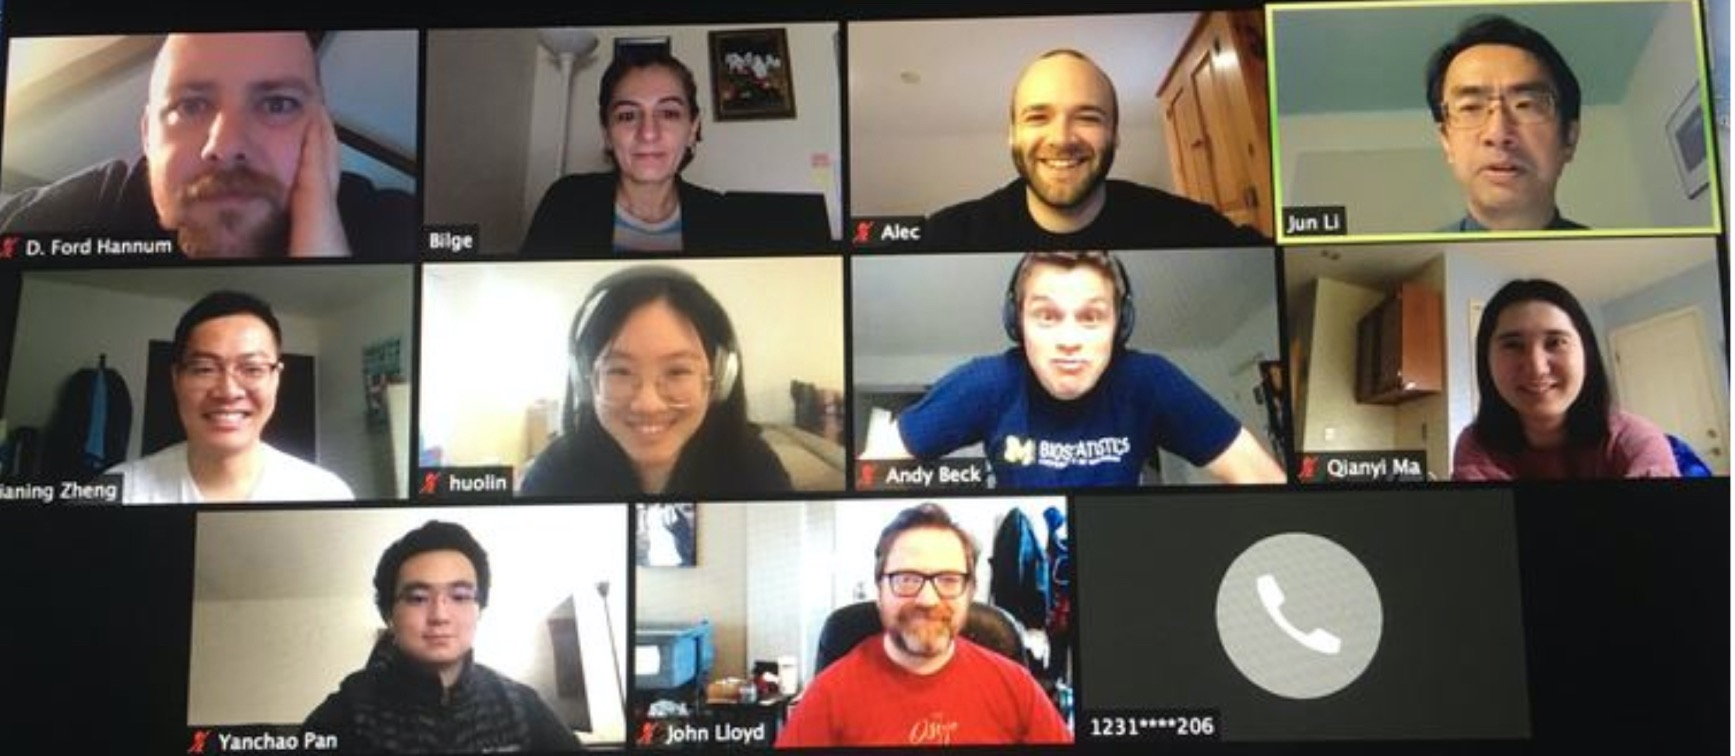 D. Ford Hannum
Bilge
Alec
Jun Li
ianing Zheng
huolin
BIOSTATISTICS
Andy Beck
Qianyi Ma
Yanchao Pan
John Lloyd
1231****206